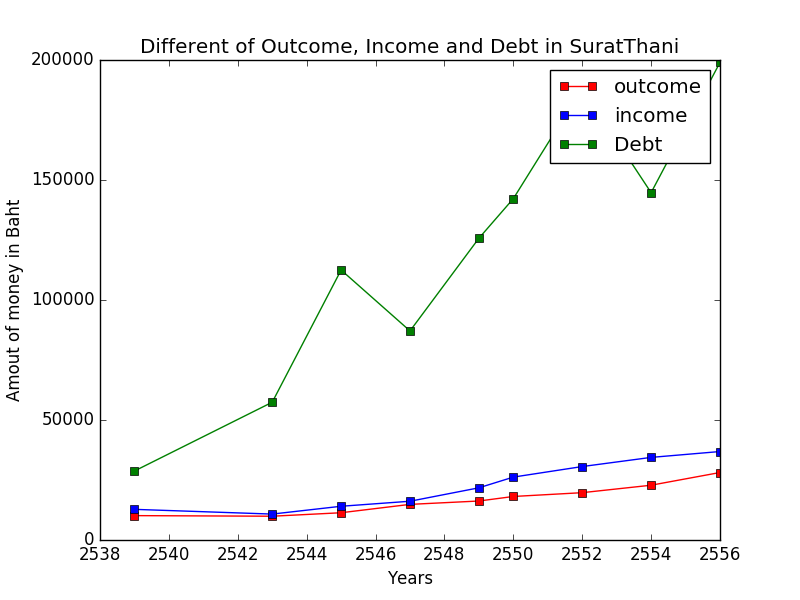 Different of Outcome, Income and Debt in SuratThani
outcome
income
Debt
200000
150000
100000
50000
0
Amout of money in Baht
2538 2540 2542 2544 2546 2548 2550 2552 2554 2556
Years